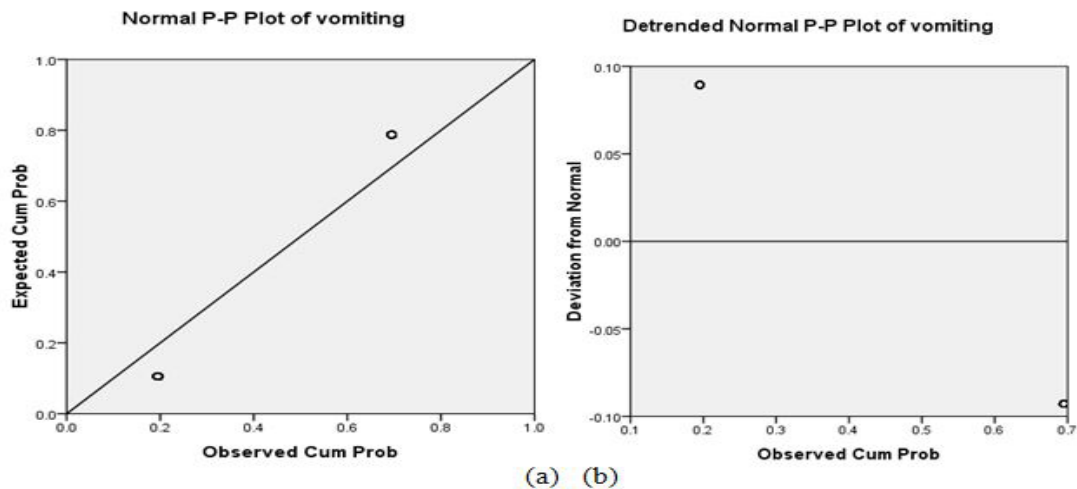 Normal P-P Plot of vomiting
Expected Cum Prob
1.0
0.8
0.6
0.4
0.2
0.0
0.0 0.2 0.4 0.6 0.8 1.0
Observed Cum Prob
Detrended Normal P-P Plot of vomiting
Deviation from Normal
0.10
0.05
0.00
-0.05
-0.10
0.1 0.2 0.3 0.4 0.5 0.6 0.7
Observed Cum Prob
(a) (b)